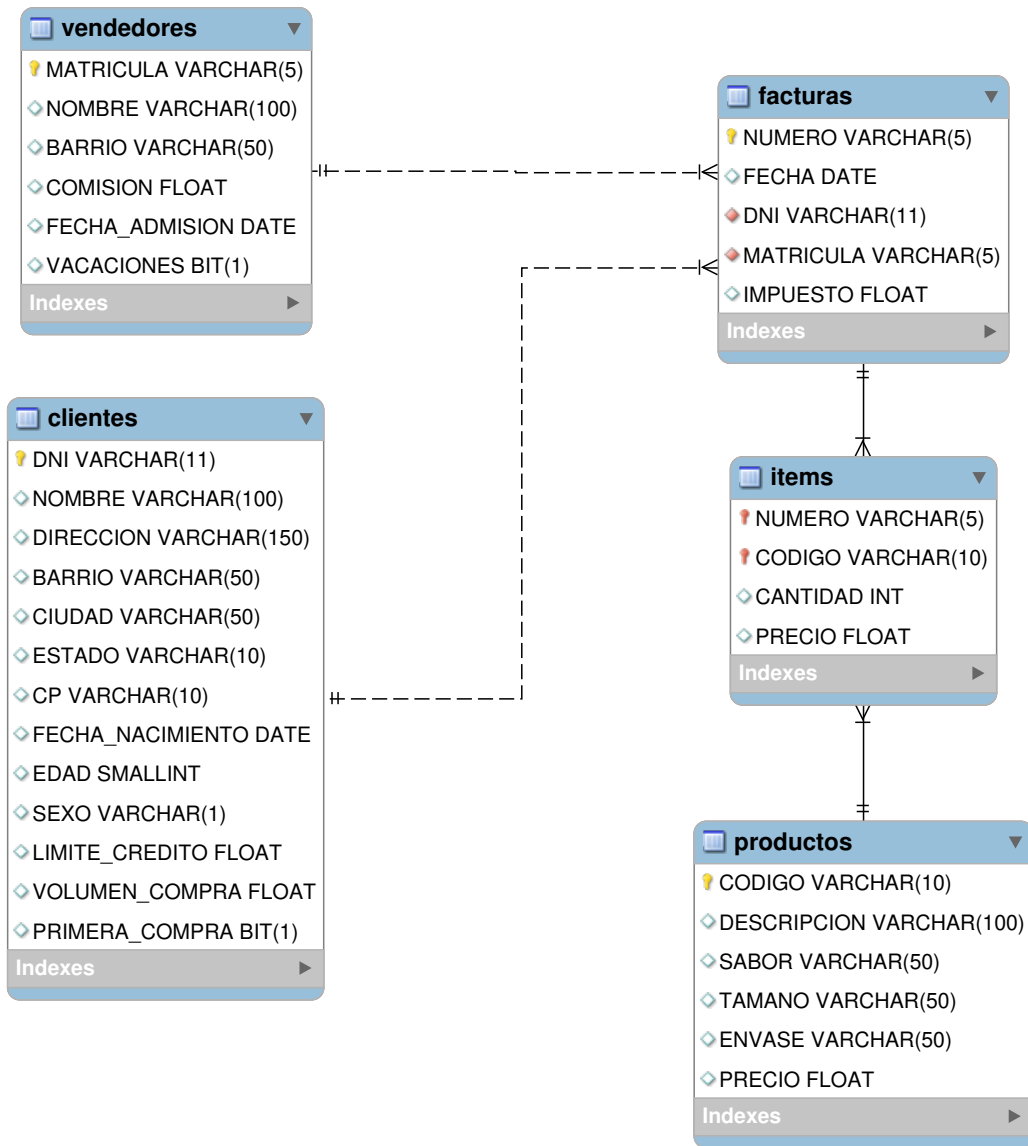 vendedores
MATRICULA VARCHAR(5)
NOMBRE VARCHAR(100)
BARRIO VARCHAR(50)
COMISION FLOAT
FECHA_ADMISION DATE
VACACIONES BIT(1)
Indexes
facturas
NUMERO VARCHAR(5)
FECHA DATE
DNI VARCHAR(11)
MATRICULA VARCHAR(5)
IMPUESTO FLOAT
Indexes
clientes
DNI VARCHAR(11)
NOMBRE VARCHAR(100)
DIRECCION VARCHAR(150)
BARRIO VARCHAR(50)
CIUDAD VARCHAR(50)
ESTADO VARCHAR(10)
CP VARCHAR(10)
FECHA_NACIMIENTO DATE
EDAD SMALLINT
SEXO VARCHAR(1)
LIMITE_CREDITO FLOAT
VOLUMEN_COMPRA FLOAT
PRIMERA_COMPRA BIT(1)
Indexes
items
NUMERO VARCHAR(5)
CODIGO VARCHAR(10)
CANTIDAD INT
PRECIO FLOAT
Indexes
productos
CODIGO VARCHAR(10)
DESCRIPCION VARCHAR(100)
SABOR VARCHAR(50)
TAMANO VARCHAR(50)
ENVASE VARCHAR(50)
PRECIO FLOAT
Indexes